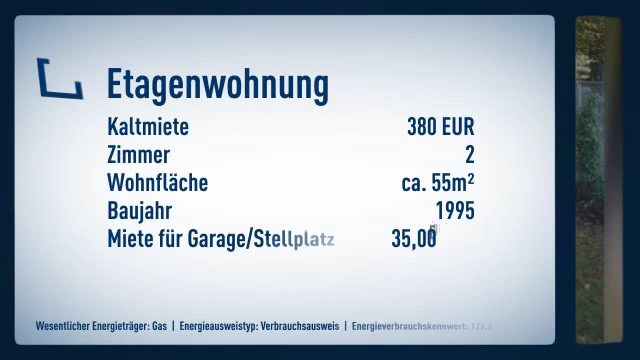 Etagenwohnung
Kaltmiete 380 EUR
Zimmer 2
Wohnfläche ca. 55m²
Baujahr 1995
Miete für Garage/Stellplatz 35,00
Wesentlicher Energieträger: Gas | Energieausweistyp: Verbrauchsausweis | Energieverbrauchskennwert: